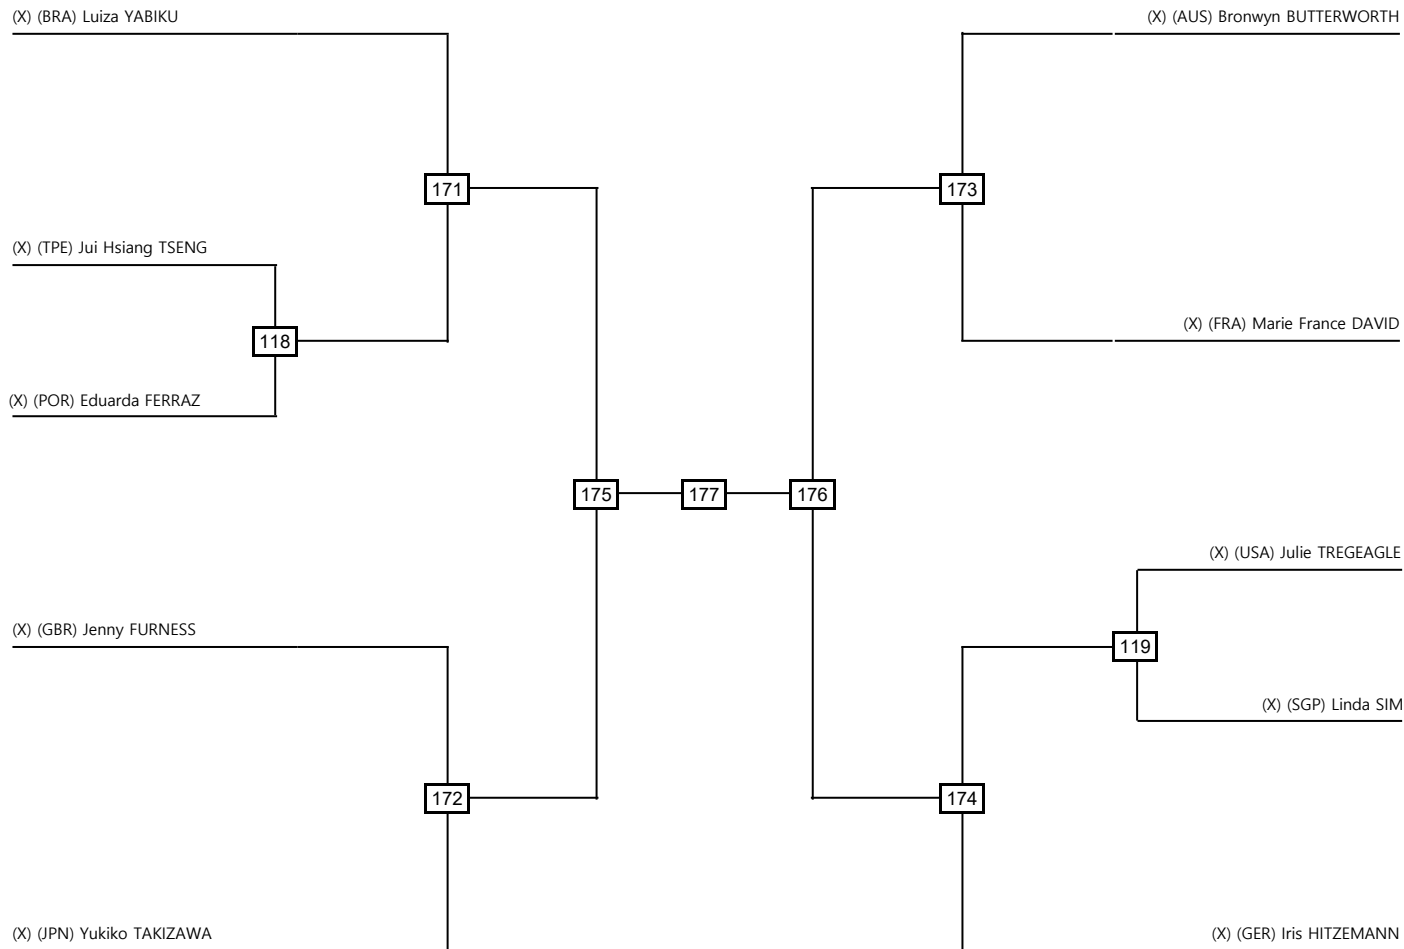 (X) (BRA) Luiza YABIKU
(X) (AUS) Bronwyn BUTTERWORTH
171
173
(X) (TPE) Jui Hsiang TSENG
(X) (FRA) Marie France DAVID
118
(X) (POR) Eduarda FERRAZ
175
177
176
(X) (USA) Julie TREGEAGLE
(X) (GBR) Jenny FURNESS
119
(X) (SGP) Linda SIM
172
174
(X) (JPN) Yukiko TAKIZAWA
(X) (GER) Iris HITZEMANN